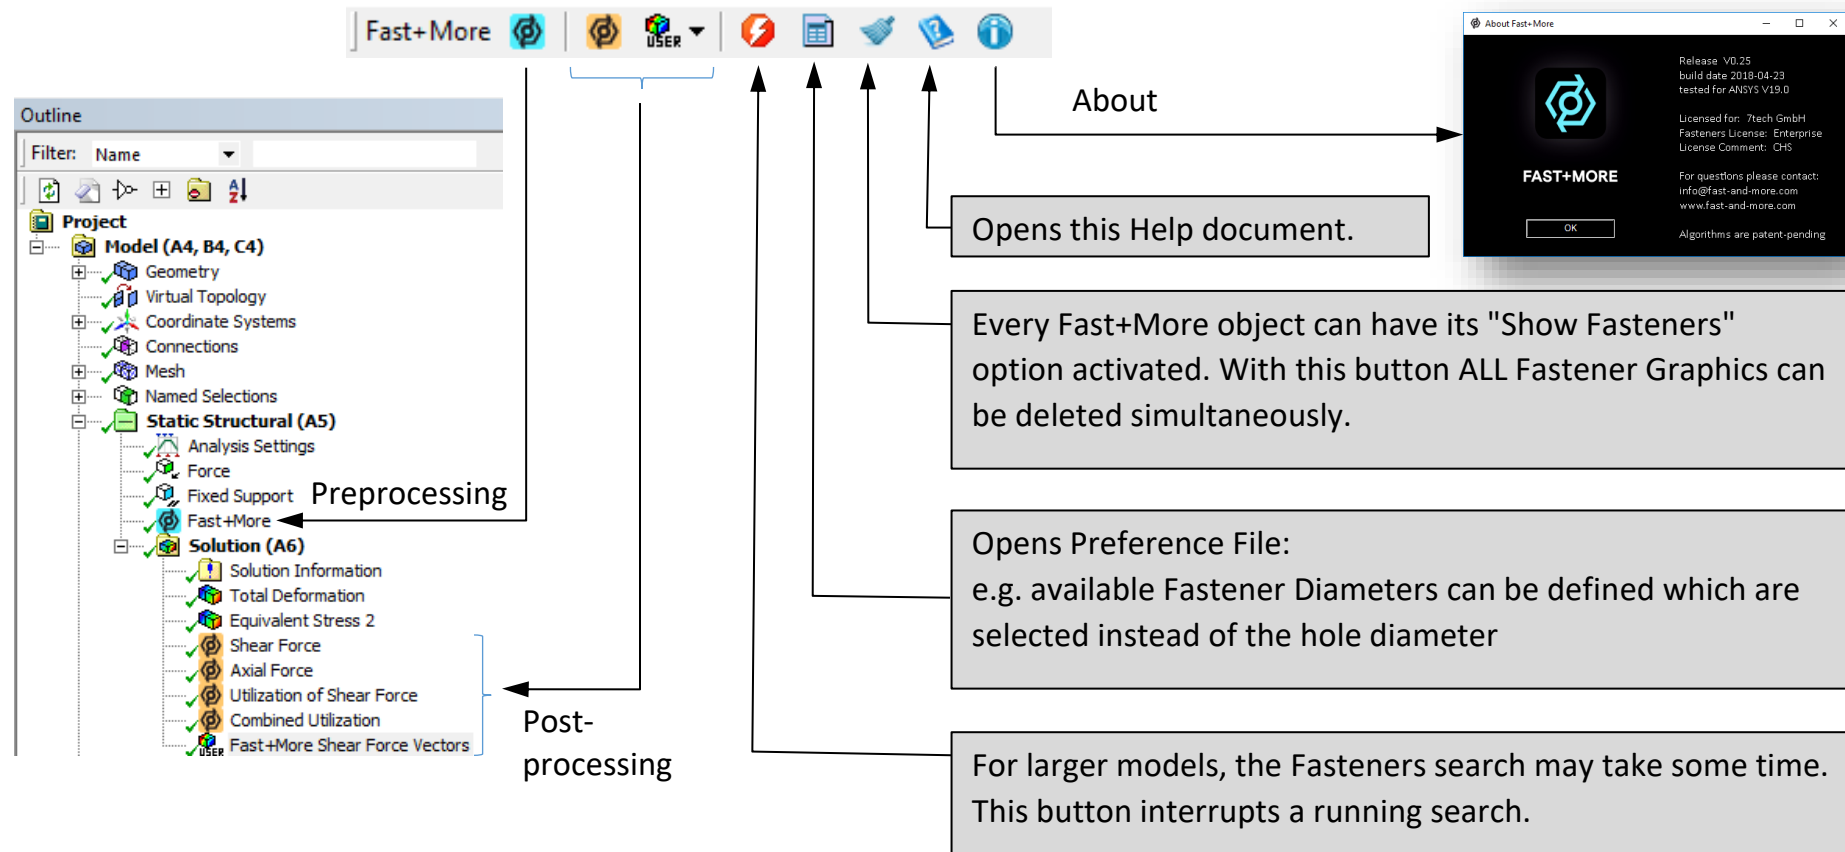 Fast+More
USER
About Fast+More
Release V0.25
build date 2018-04-23
tested for ANSYS V19.0
Licensed for: 7tech GmbH
Fasteners License: Enterprise
License Comment: CHS
FAST+MORE
For questions please contact:
info@fast-and-more.com
www.fast-and-more.com
OK
Algorithms are patent-pending
About
Outline
Filter: Name
A
Z
Project
Model (A4, B4, C4)
Geometry
Virtual Topology
Coordinate Systems
Connections
Mesh
Named Selections
Static Structural (A5)
Analysis Settings
Force
Fixed Support
Fast+More
Solution (A6)
Solution Information
Total Deformation
Equivalent Stress 2
Shear Force
Axial Force
Utilization of Shear Force
Combined Utilization
USER
Fast+More Shear Force Vectors
Preprocessing
Post-
processing
Opens this Help document.
Every Fast+More object can have its "Show Fasteners"
option activated. With this button ALL Fastener Graphics can
be deleted simultaneously.
Opens Preference File:
e.g. available Fastener Diameters can be defined which are
selected instead of the hole diameter
For larger models, the Fasteners search may take some time.
This button interrupts a running search.